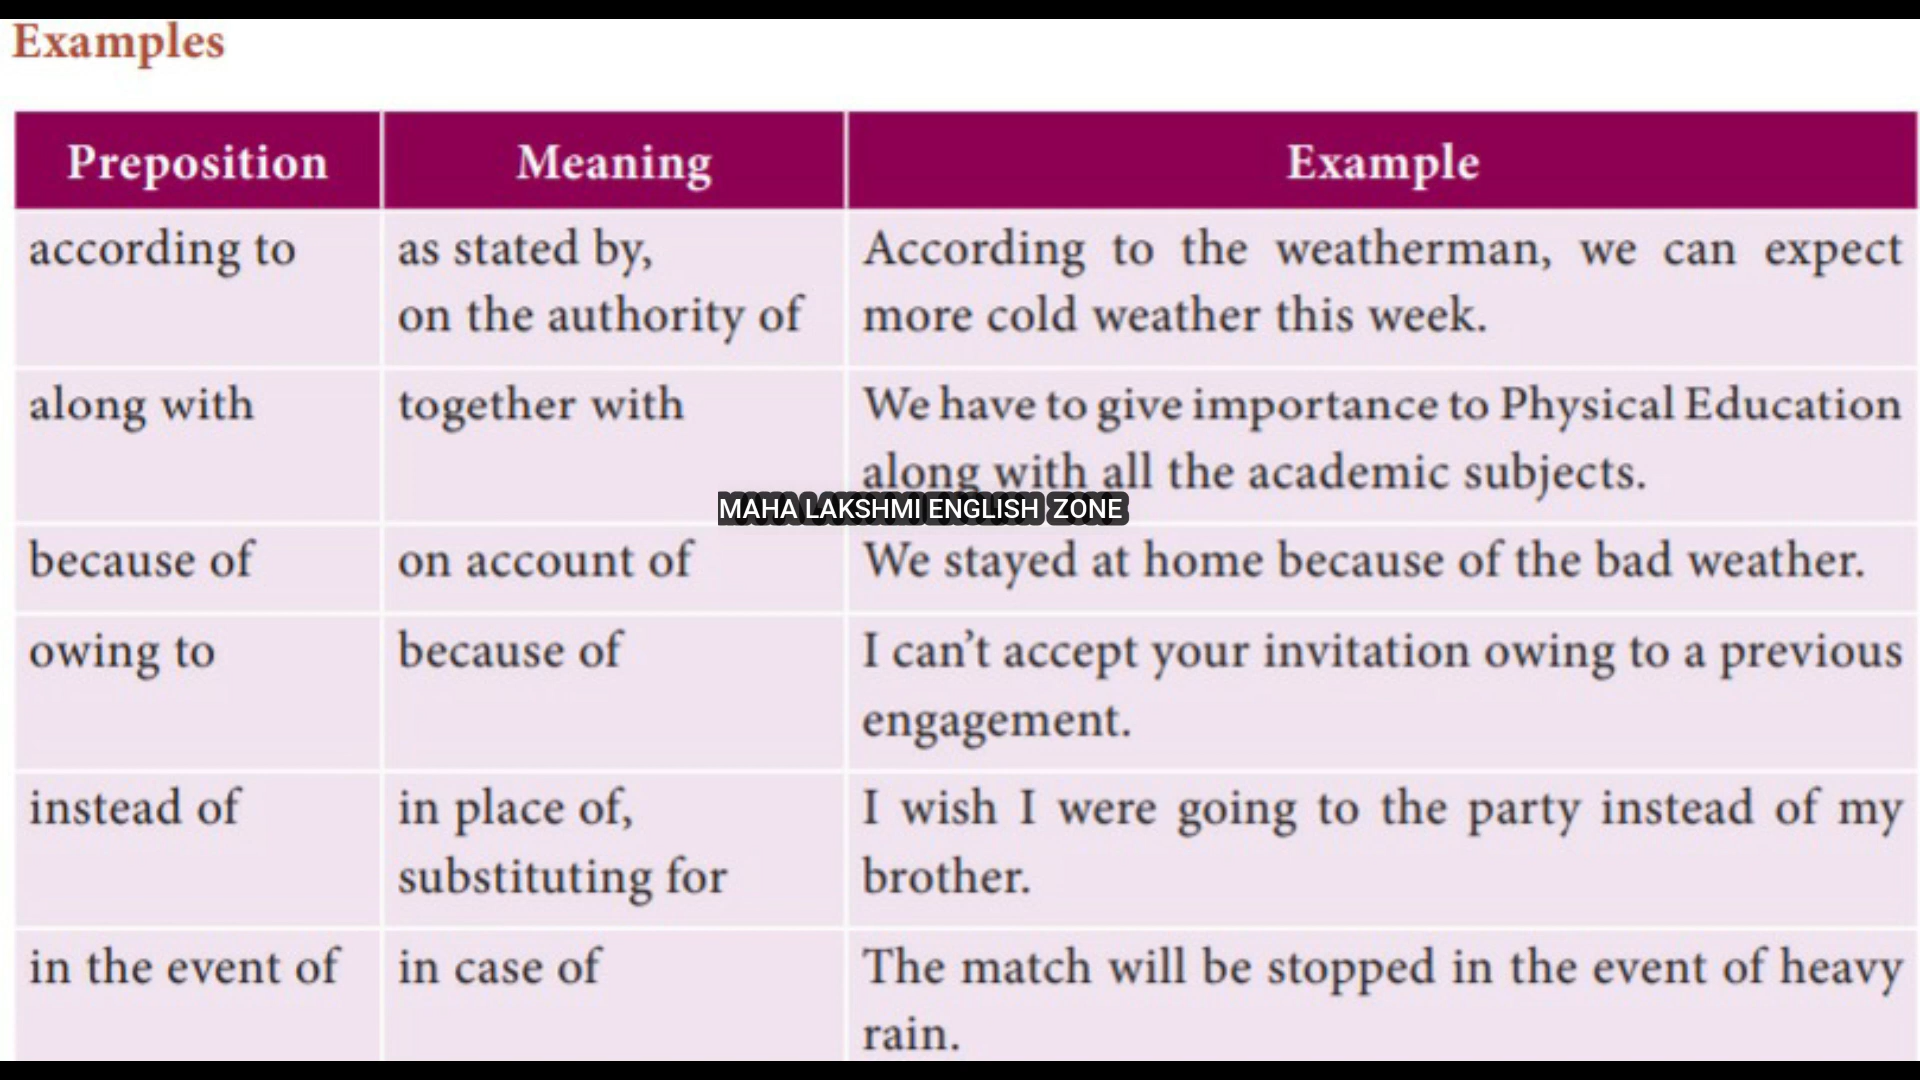 Examples
Preposition Meaning Example
according to
as stated by,
on the authority of
According to the weatherman, we can expect
more cold weather this week.
along with
together with
We have to give importance to Physical Education
along with all the academic subjects.
MAHA LAKSHMI ENGLISH ZONE
because of
on account of
We stayed at home because of the bad weather.
owing to
because of
I can’t accept your invitation owing to a previous
engagement.
instead of
in place of,
substituting for
I wish I were going to the party instead of my
brother.
in the event of
in case of
The match will be stopped in the event of heavy
rain.